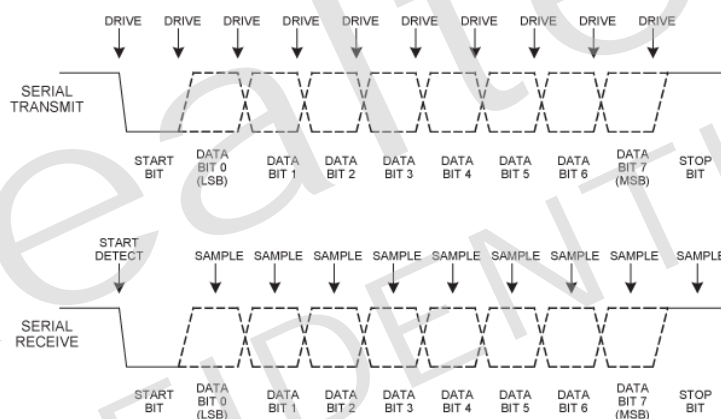 DRIVE DRIVE DRIVE DRIVE DRIVE DRIVE DRIVE DRIVE DRIVE DRIVE
SERIAL
TRANSMIT
START
BIT
DATA
BIT 0
(LSB)
DATA
BIT 1
DATA
BIT 2
DATA
BIT 3
DATA
BIT 4
DATA
BIT 5
DATA
BIT 6
DATA
BIT 7
(MSB)
STOP
BIT
START
DETECT
SAMPLE SAMPLE SAMPLE SAMPLE SAMPLE SAMPLE SAMPLE SAMPLE SAMPLE
SERIAL
RECEIVE
START
BIT
DATA
BIT 0
(LSB)
DATA
BIT 1
DATA
BIT 2
DATA
BIT 3
DATA
BIT 4
DATA
BIT 5
DATA
BIT 6
DATA
BIT 7
(MSB)
STOP
BIT